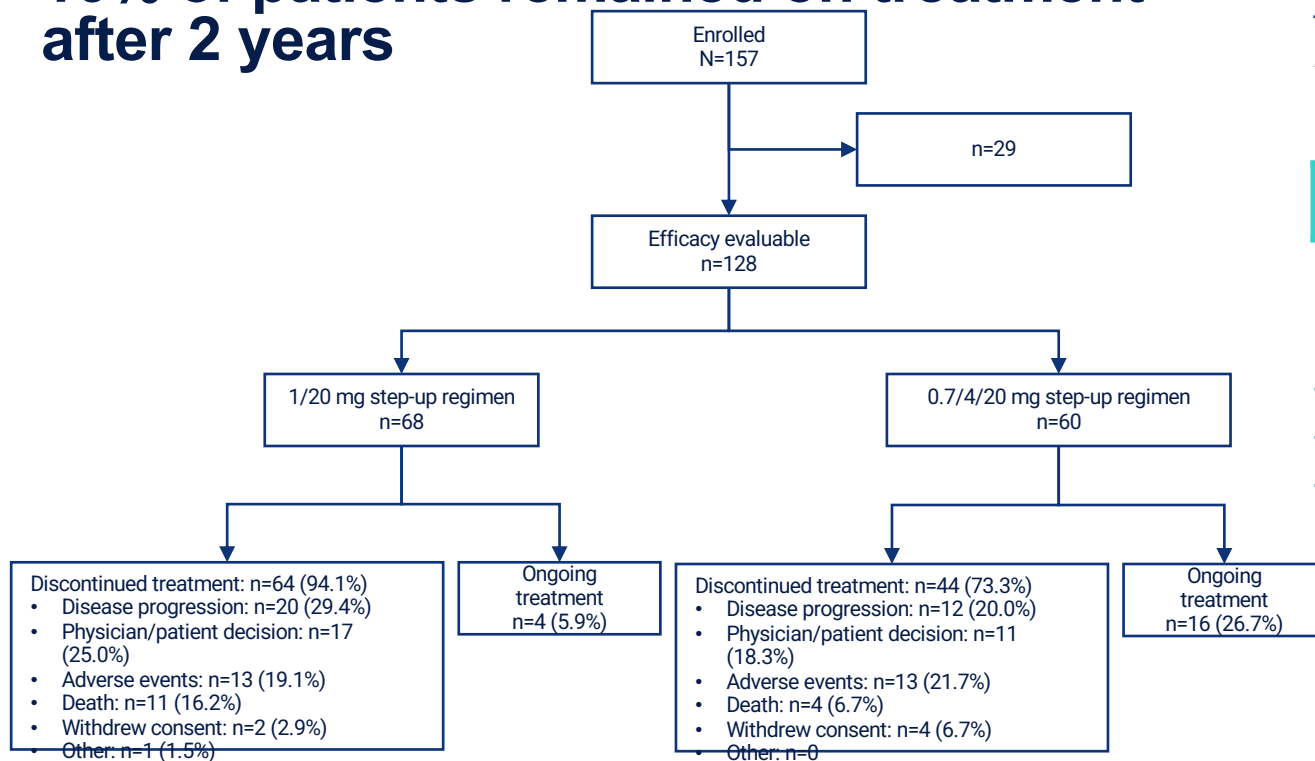 of patients remained on treatment
after 2 years
Enrolled
N=157
n=29
Efficacy evaluable
n=128
1/20 mg step-up regimen
n=68
0.7/4/20 mg step-up regimen
n=60
Discontinued treatment: n=64 (94.1%)
• Disease progression: n=20 (29.4%)
• Physician/patient decision: n=17
(25.0%)
• Adverse events: n=13 (19.1%)
• Death: n=11 (16.2%)
• Withdrew consent: n=2 (2.9%)
• Other: n=1 (1.5%)
Ongoing
treatment
n=4 (5.9%)
Discontinued treatment: n=44 (73.3%)
• Disease progression: n=12 (20.0%)
• Physician/patient decision: n=11
(18.3%)
• Adverse events: n=13 (21.7%)
• Death: n=4 (6.7%)
• Withdrew consent: n=4 (6.7%)
• Other: n=0
Ongoing
treatment
n=16 (26.7%)